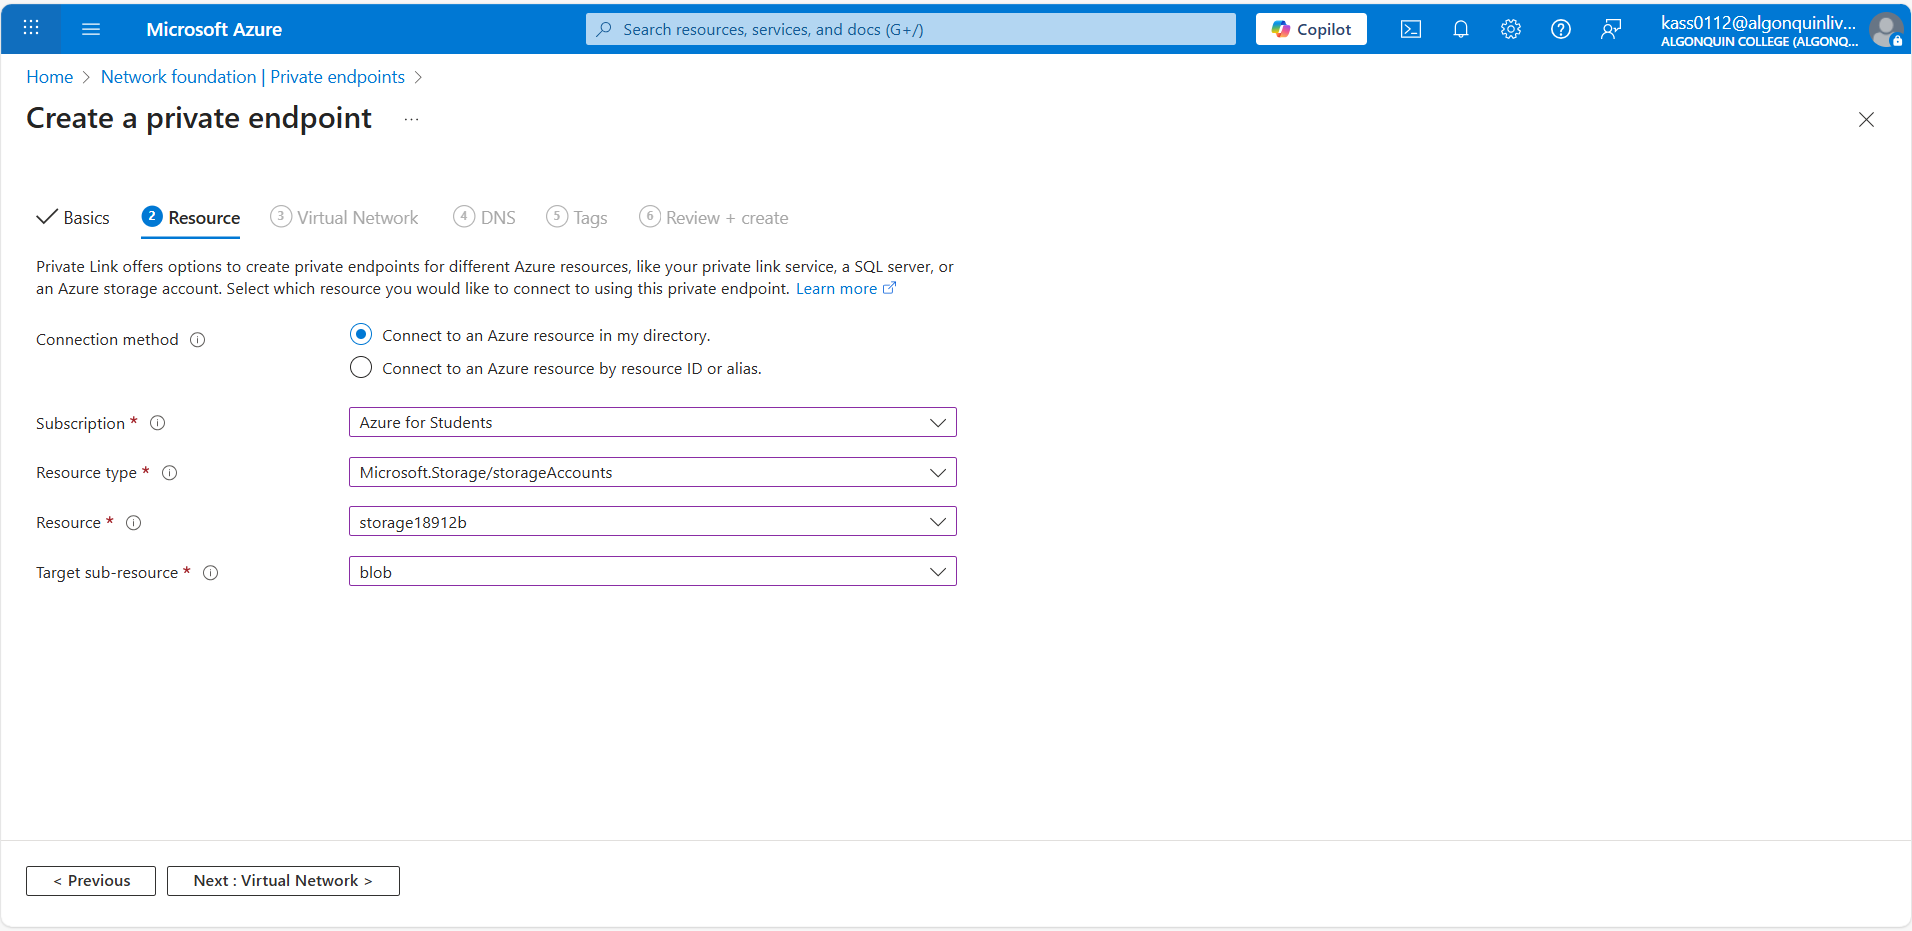 Microsoft Azure
Search resources, services, and docs (G+/)
Copilot
kass0112@algonquinliv...
ALGONQUIN COLLEGE (ALGONQ...
Home > Network foundation | Private endpoints >
Create a private endpoint ...
Basics 2 Resource 3 Virtual Network 4 DNS 5 Tags 6 Review + create
Private Link offers options to create private endpoints for different Azure resources, like your private link service, a SQL server, or
an Azure storage account. Select which resource you would like to connect to using this private endpoint. Learn more
Connection method
Connect to an Azure resource in my directory.
Connect to an Azure resource by resource ID or alias.
Subscription * Azure for Students
Resource type * Microsoft.Storage/storageAccounts
Resource * storage18912b
Target sub-resource * blob
< Previous Next : Virtual Network >